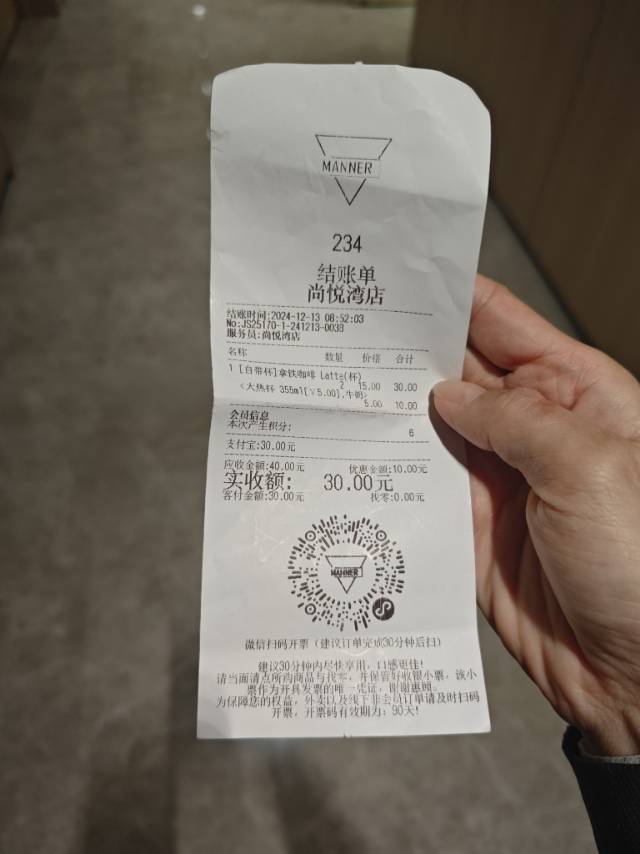 MANNER
234
结账单
尚悦湾店
结账时间:2024-12-13 08:52:03
No:JS25170-1-241213-0038
服务员:尚悦湾店
名称 数量 价格 合计
1 [自带杯]拿铁咖啡 Latte(杯)
2 15.00 30.00
(大热杯 355ml[¥5.00],牛奶)
5.00 10.00
会员信息
本次产生积分: 6
支付宝:30.00元
应收金额:40.00元 优惠金额:10.00元
实收额: 30.00元
客付金额:30.00元 找零:0.00元
MANNER
微信扫码开票（建议订单完成30分钟后扫）
建议30分钟内尽快享用，口感更佳!
请当面请点所购商品与找零，并保管好收银小票，该小
票作为开具发票的唯一凭证，谢谢惠顾。
为保障您的权益，外卖以及线下非会员订单请及时扫码
开票，开票码有效期为：90天!